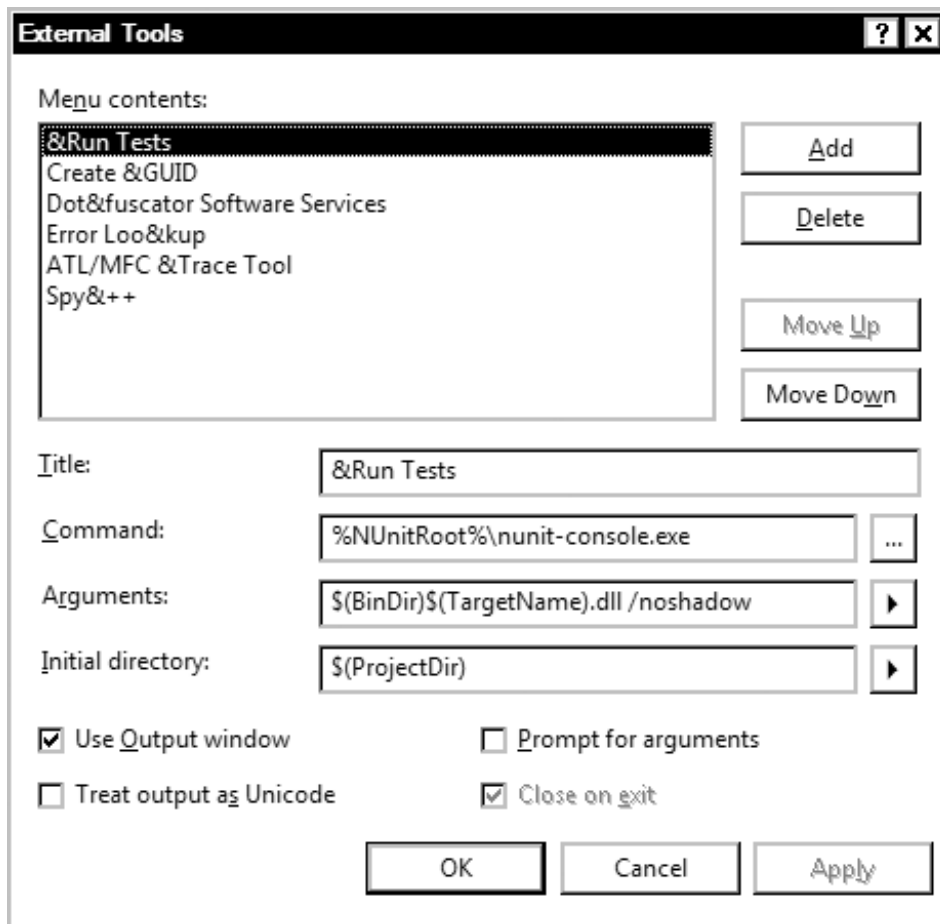 External Tools
Menu contents:
&Run Tests
Create &GUID
Dot&fuscator Software Services
Error Loo&kup
ATL/MFC &Trace Tool
Spy&++
Add
Delete
Move Up
Move Down
Title:
&Run Tests
Command:
%NUnitRoot%\nunit-console.exe
...
Arguments:
$(BinDir)$(TargetName).dll /noshadow
Initial directory:
$(ProjectDir)
Use Output window
Prompt for arguments
Treat output as Unicode
Close on exit
OK
Cancel
Apply